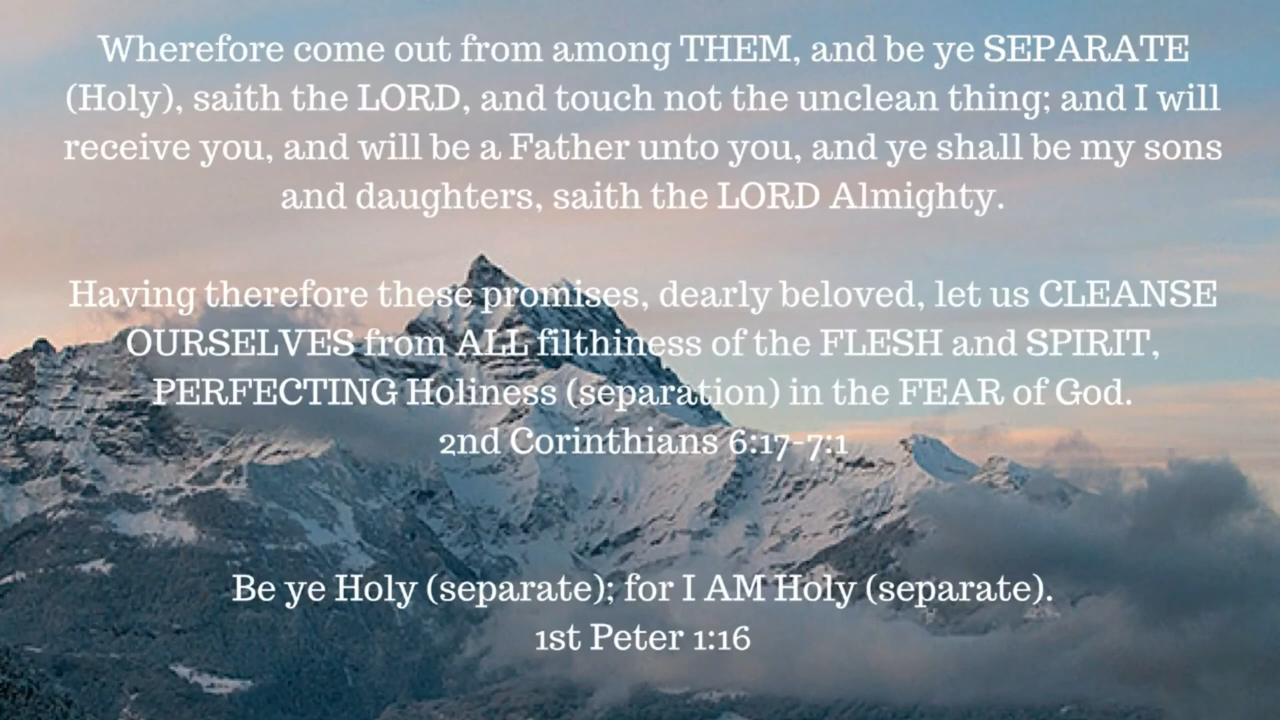 Wherefore come out from among THEM, and be ye SEPARATE
(Holy), saith the LORD, and touch not the unclean thing; and I will
receive you, and will be a Father unto you, and ye shall be my sons
and daughters, saith the LORD Almighty.
Having therefore these promises, dearly beloved, let us CLEANSE
OURSELVES from ALL filthiness of the FLESH and SPIRIT,
PERFECTING Holiness (separation) in the FEAR of God.
2nd Corinthians 6:17-7:1
Be ye Holy (separate); for I AM Holy (separate).
1st Peter 1:16